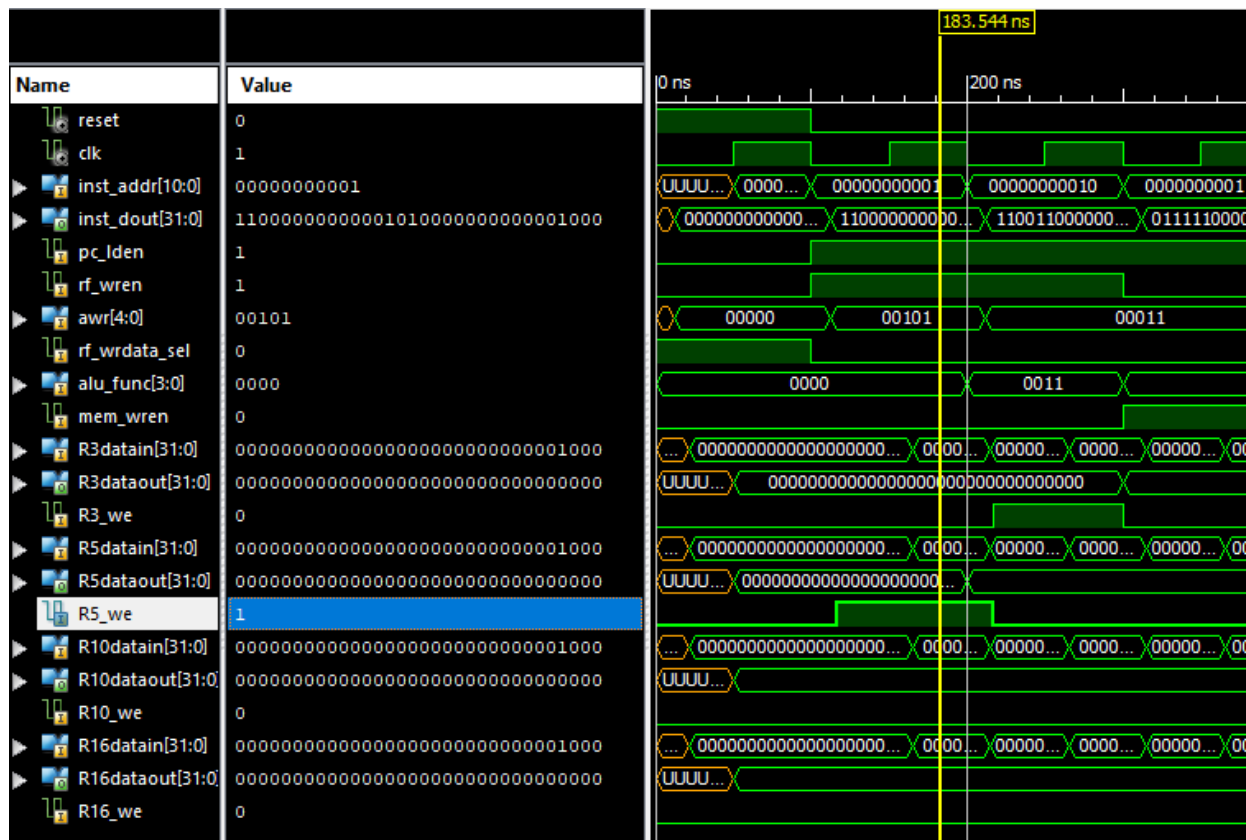 183.544 ns
Name Value 0 ns 200 ns
reset 0
clk 1
inst_addr[10:0] 00000000001 UUUU... 0000... 00000000001 00000000010 0000000001
inst_dout[31:0] 11000000000001010000000000001000 000000000000... 110000000000... 110011000000... 0111110000
pc_lden 1
rf_wren 1
awr[4:0] 00101 00000 00101 00011
rf_wrdata_sel 0
alu_func[3:0] 0000 0000 0011
mem_wren 0
R3datain[31:0] 00000000000000000000000000001000 ... 0000000000000000000... 0000... 00000... 0000... 00000... 00
R3dataout[31:0] 00000000000000000000000000000000 UUUU... 00000000000000000000000000000000
R3_we 0
R5datain[31:0] 00000000000000000000000000001000 ... 0000000000000000000... 0000... 00000... 0000... 00000... 00
R5dataout[31:0] 00000000000000000000000000000000 UUUU... 00000000000000000000...
R5_we 1
R10datain[31:0] 00000000000000000000000000001000 ... 0000000000000000000... 0000... 00000... 0000... 00000... 00
R10dataout[31:0] 00000000000000000000000000000000 UUUU...
R10_we 0
R16datain[31:0] 00000000000000000000000000001000 ... 0000000000000000000... 0000... 00000... 0000... 00000... 00
R16dataout[31:0] 00000000000000000000000000000000 UUUU...
R16_we 0